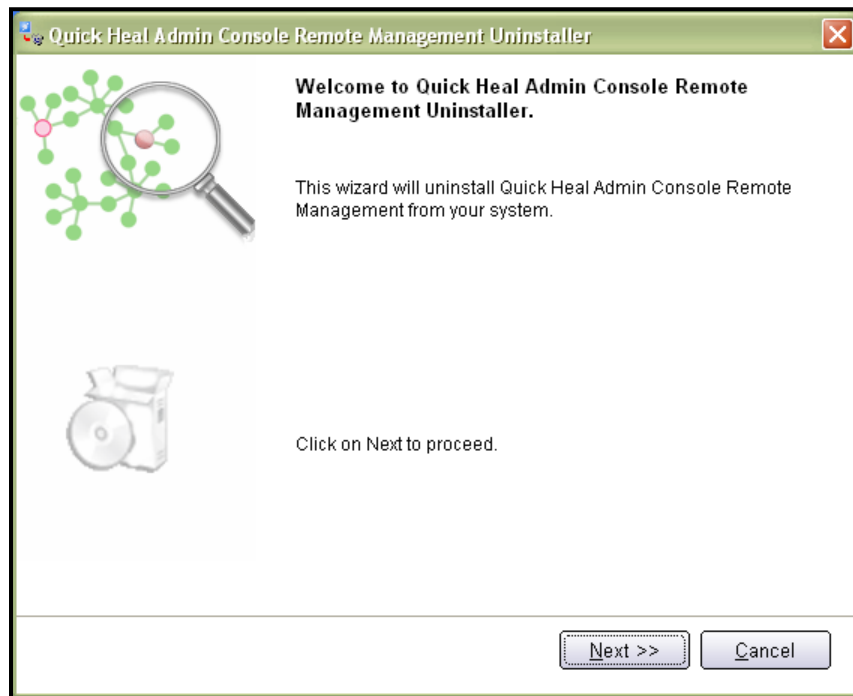 Quick Heal Admin Console Remote Management Uninstaller
Welcome to Quick Heal Admin Console Remote
Management Uninstaller.
This wizard will uninstall Quick Heal Admin Console Remote
Management from your system.
Click on Next to proceed.
Next >>
Cancel